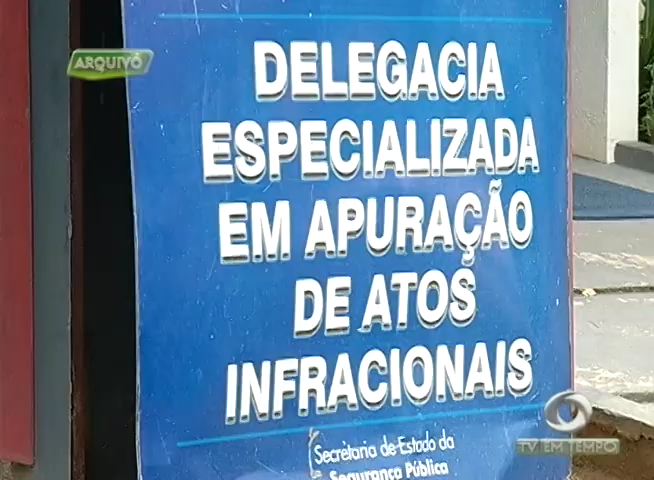 ARQUIVO
DELEGACIA
ESPECIALIZADA
EM APURAÇÃO
DE ATOS
INFRACIONAIS
Secretaria de Estado da
Segurança Pública
TV EM TEMPO